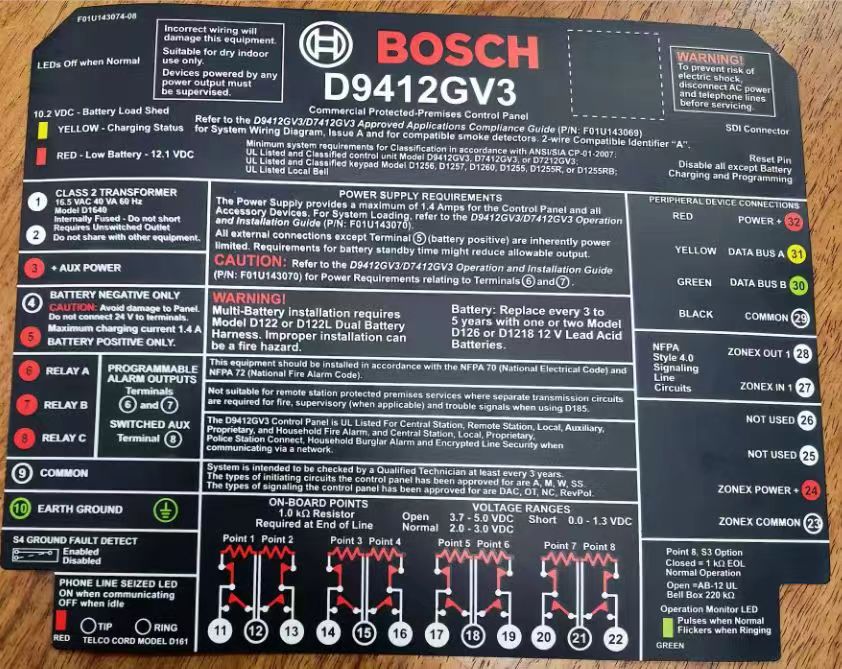 F01U143074-08
Incorrect wiring will
damage this equipment.
Suitable for dry indoor
use only.
Devices powered by any
power output must
be supervised.
LEDs Off when Normal
BOSCH
D9412GV3
Commercial Protected-Premises Control Panel
WARNING!
To prevent risk of
electric shock,
disconnect AC power
and telephone lines
before servicing.
10.2 VDC - Battery Load Shed
YELLOW - Charging Status
RED - Low Battery - 12.1 VDC
Refer to the D9412GV3/D7412GV3 Approved Applications Compliance Guide (P/N: F01U143069)
for System Wiring Diagram, Issue A and for compatible smoke detectors. 2-wire Compatible Identifier "A".
Minimum system requirements for Classification in accordance with ANSI/SIA CP-01-2007:
UL Listed and Classified control unit Model D9412GV3, D7412GV3, or D7212GV3;
UL Listed and Classified keypad Model D1256, D1257, D1260, D1255, D1255R, or D1255RB;
UL Listed Local Bell
SDI Connector
Reset Pin
Disable all except Battery
Charging and Programming
1
CLASS 2 TRANSFORMER
16.5 VAC 40 VA 60 Hz
Model D1640
Internally Fused - Do not short
2
Requires Unswitched Outlet
Do not share with other equipment.
3 + AUX POWER
4 BATTERY NEGATIVE ONLY
CAUTION: Avoid damage to Panel.
Do not connect 24 V to terminals.
5 Maximum charging current 1.4 A
BATTERY POSITIVE ONLY.
6 RELAY A
7 RELAY B
8 RELAY C
PROGRAMMABLE
ALARM OUTPUTS
Terminals
6 and 7
SWITCHED AUX
Terminal 8
9 COMMON
10 EARTH GROUND
S4 GROUND FAULT DETECT
Enabled
Disabled
PHONE LINE SEIZED LED
ON when communicating
OFF when idle
TIP RING
RED TELCO CORD MODEL D161
POWER SUPPLY REQUIREMENTS
The Power Supply provides a maximum of 1.4 Amps for the Control Panel and all
Accessory Devices. For System Loading, refer to the D9412GV3/D7412GV3 Operation
and Installation Guide (P/N: F01U143070).
All external connections except Terminal 5 (battery positive) are inherently power
limited. Requirements for battery standby time might reduce allowable output.
CAUTION: Refer to the D9412GV3/D7412GV3 Operation and Installation Guide
(P/N: F01U143070) for Power Requirements relating to Terminals 6 and 7.
WARNING!
Multi-Battery installation requires
Model D122 or D122L Dual Battery
Harness. Improper installation can
be a fire hazard.
Battery: Replace every 3 to
5 years with one or two Model
D126 or D1218 12 V Lead Acid
Batteries.
This equipment should be installed in accordance with the NFPA 70 (National Electrical Code) and
NFPA 72 (National Fire Alarm Code).
Not suitable for remote station protected premises services where separate transmission circuits
are required for fire, supervisory (when applicable) and trouble signals when using D185.
The D9412GV3 Control Panel is UL Listed For Central Station, Remote Station, Local, Auxiliary,
Proprietary, and Household Fire Alarm, and Central Station, Local, Proprietary,
Police Station Connect, Household Burglar Alarm and Encrypted Line Security when
communicating via a network.
System is intended to be checked by a Qualified Technician at least every 3 years.
The types of initiating circuits the control panel has been approved for are A, M, W, SS.
The types of signaling the control panel has been approved for are DAC, OT, NC, RevPol.
ON-BOARD POINTS
1.0 kΩ Resistor
Required at End of Line
VOLTAGE RANGES
Open 3.7 - 5.0 VDC Short 0.0 - 1.3 VDC
Normal 2.0 - 3.0 VDC
Point 1 Point 2 Point 3 Point 4 Point 5 Point 6 Point 7 Point 8
11 12 13 14 15 16 17 18 19 20 21 22
PERIPHERAL DEVICE CONNECTIONS
RED POWER + 32
YELLOW DATA BUS A 31
GREEN DATA BUS B 30
BLACK COMMON 29
NFPA
Style 4.0
Signaling
Line
Circuits
ZONEX OUT 1 28
ZONEX IN 1 27
NOT USED 26
NOT USED 25
ZONEX POWER + 24
ZONEX COMMON 23
Point 8, S3 Option
Closed = 1 kΩ EOL
Normal Operation
Open =AB-12 UL
Bell Box 220 kΩ
Operation Monitor LED
Pulses when Normal
Flickers when Ringing
GREEN